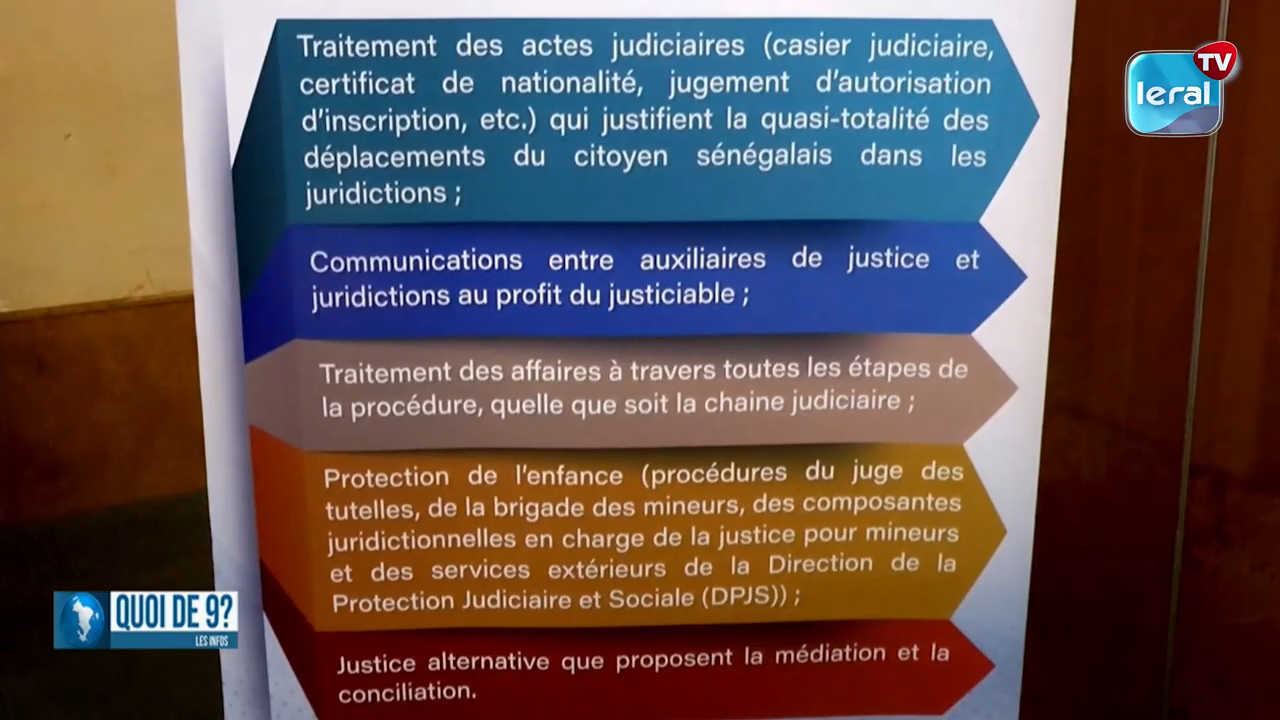 Traitement des actes judiciaires (casier judiciaire,
certificat de nationalité, jugement d'autorisation
d'inscription, etc.) qui justifient la quasi-totalité des
déplacements du citoyen sénégalais dans les
juridictions ;
Communications entre auxiliaires de justice et
juridictions au profit du justiciable ;
Traitement des affaires à travers toutes les étapes de
la procédure, quelle que soit la chaine judiciaire ;
Protection de l'enfance (procédures du juge des
tutelles, de la brigade des mineurs, des composantes
juridictionnelles en charge de la justice pour mineurs
et des services extérieurs de la Direction de la
Protection Judiciaire et Sociale (DPJS)) ;
Justice alternative que proposent la médiation et la
conciliation.
leral TV
QUOI DE 9?
LES INFOS